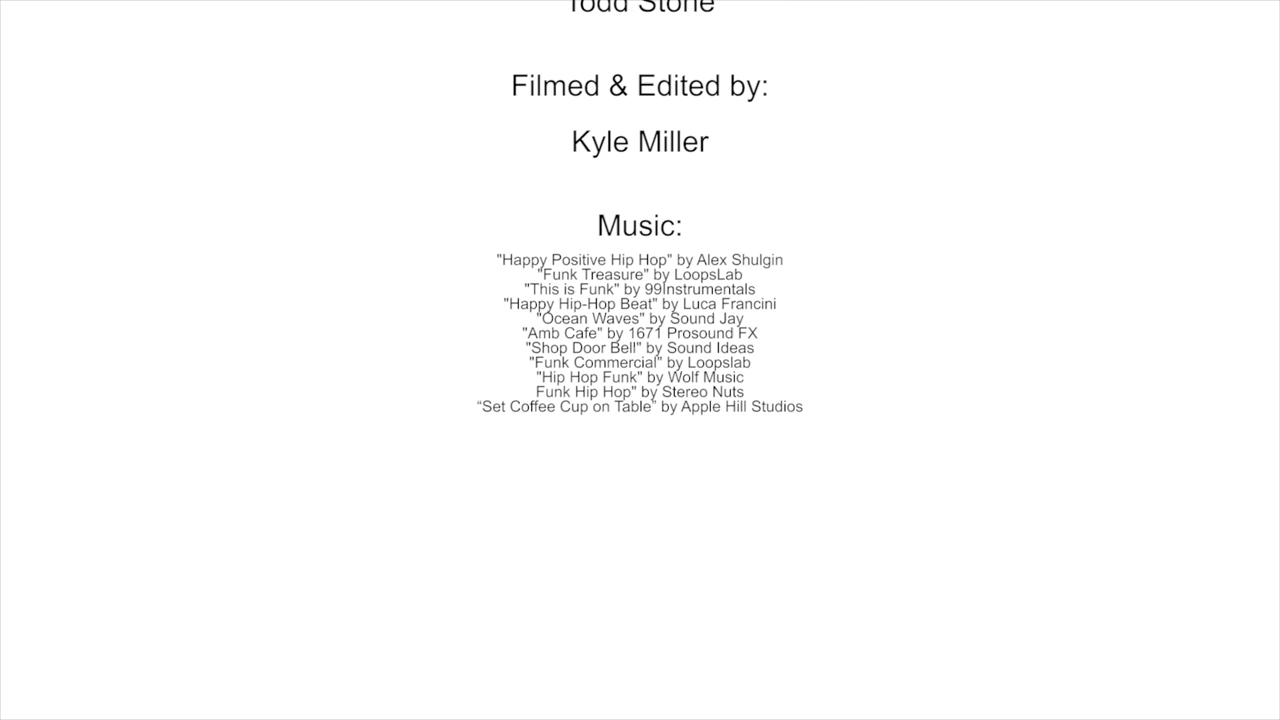 Todd Stone
Filmed & Edited by:
Kyle Miller
Music:
"Happy Positive Hip Hop" by Alex Shulgin
"Funk Treasure" by LoopsLab
"This is Funk" by 99Instrumentals
"Happy Hip-Hop Beat" by Luca Francini
"Ocean Waves" by Sound Jay
"Amb Cafe" by 1671 Prosound FX
"Shop Door Bell" by Sound Ideas
"Funk Commercial" by Loopslab
"Hip Hop Funk" by Wolf Music
Funk Hip Hop" by Stereo Nuts
“Set Coffee Cup on Table” by Apple Hill Studios